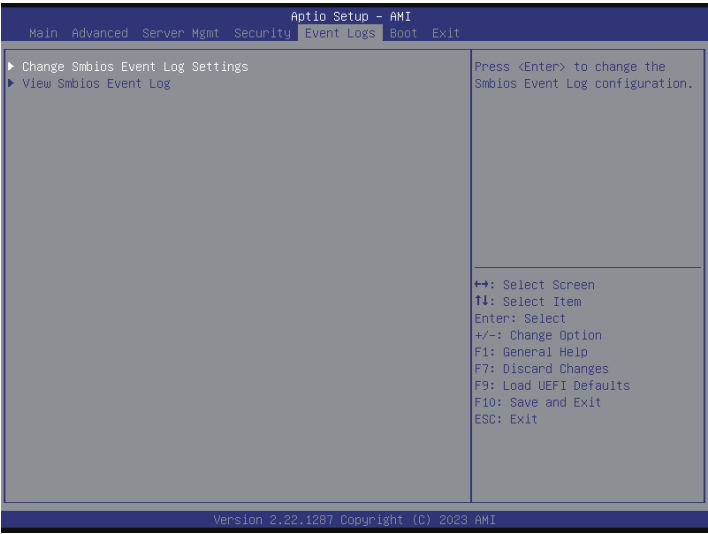 Aptio Setup – AMI
Main Advanced Server Mgmt Security Event Logs Boot Exit
▶ Change Smbios Event Log Settings
▶ View Smbios Event Log
Press <Enter> to change the
Smbios Event Log configuration.
↔: Select Screen
↑↓: Select Item
Enter: Select
+/-: Change Option
F1: General Help
F7: Discard Changes
F9: Load UEFI Defaults
F10: Save and Exit
ESC: Exit
Version 2.22.1287 Copyright (C) 2023 AMI